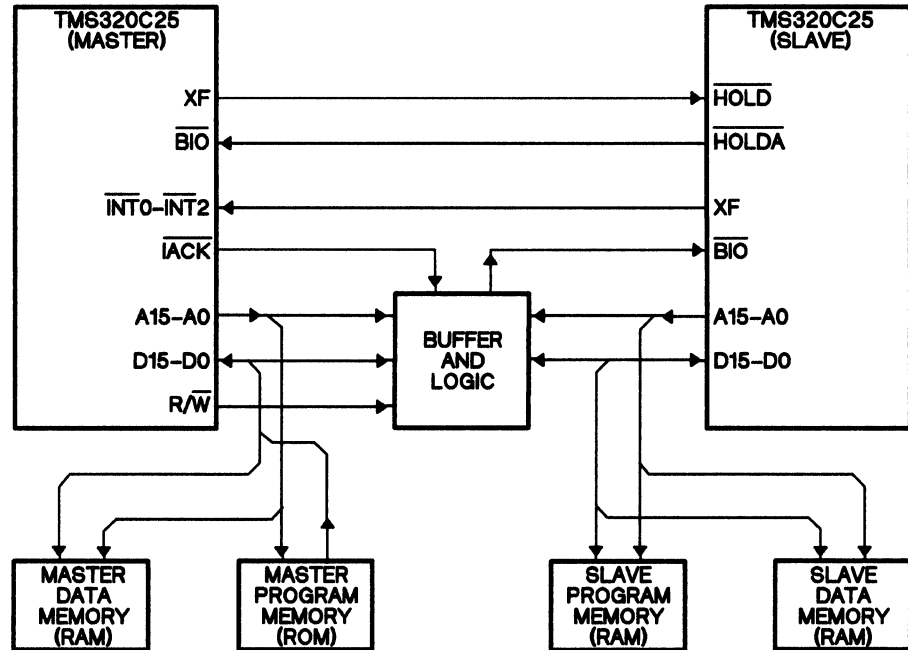 TMS320C25
(MASTER)
TMS320C25
(SLAVE)
XF
HOLD
BIO
HOLDA
INT0-INT2
XF
IACK
BIO
A15-A0
A15-A0
D15-D0
D15-D0
R/W
BUFFER
AND
LOGIC
MASTER
DATA
MEMORY
(RAM)
MASTER
PROGRAM
MEMORY
(ROM)
SLAVE
PROGRAM
MEMORY
(RAM)
SLAVE
DATA
MEMORY
(RAM)